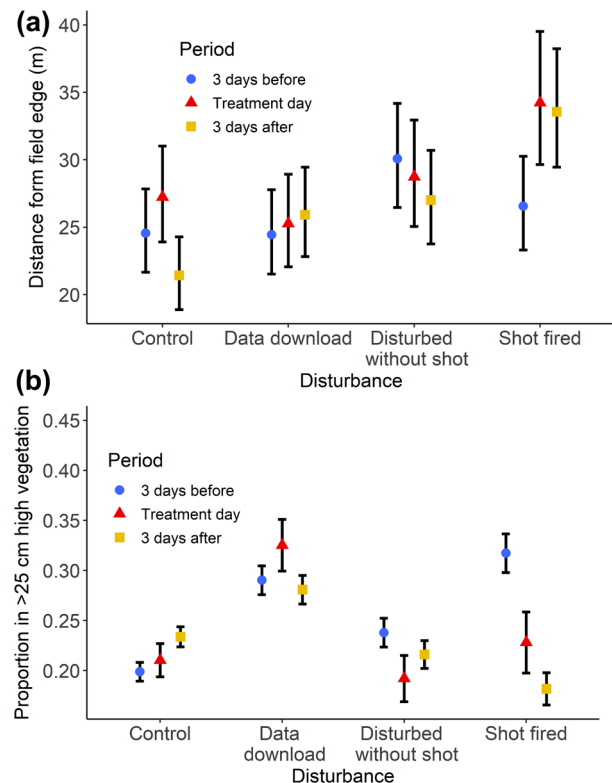 (a)
Distance form field edge (m)
40
35
30
25
20
Period
3 days before
Treatment day
3 days after
Control
Data download
Disturbed
without shot
Shot fired
Disturbance
(b)
Proportion in >25 cm high vegetation
0.45
0.40
0.35
0.30
0.25
0.20
Period
3 days before
Treatment day
3 days after
Control
Data
download
Disturbed
without shot
Shot fired
Disturbance